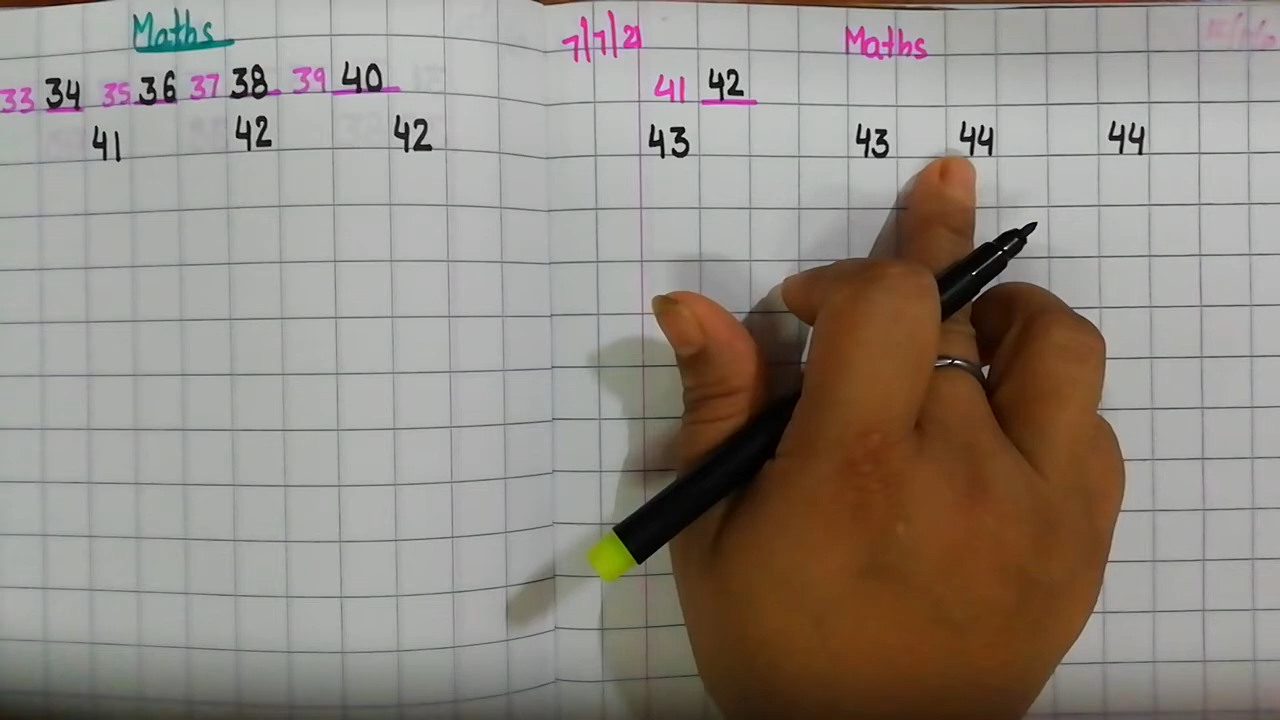 Maths
33 34 35 36 37 38 39 40
41 42 42
7/7/21 Maths
41 42
43 43 44 44